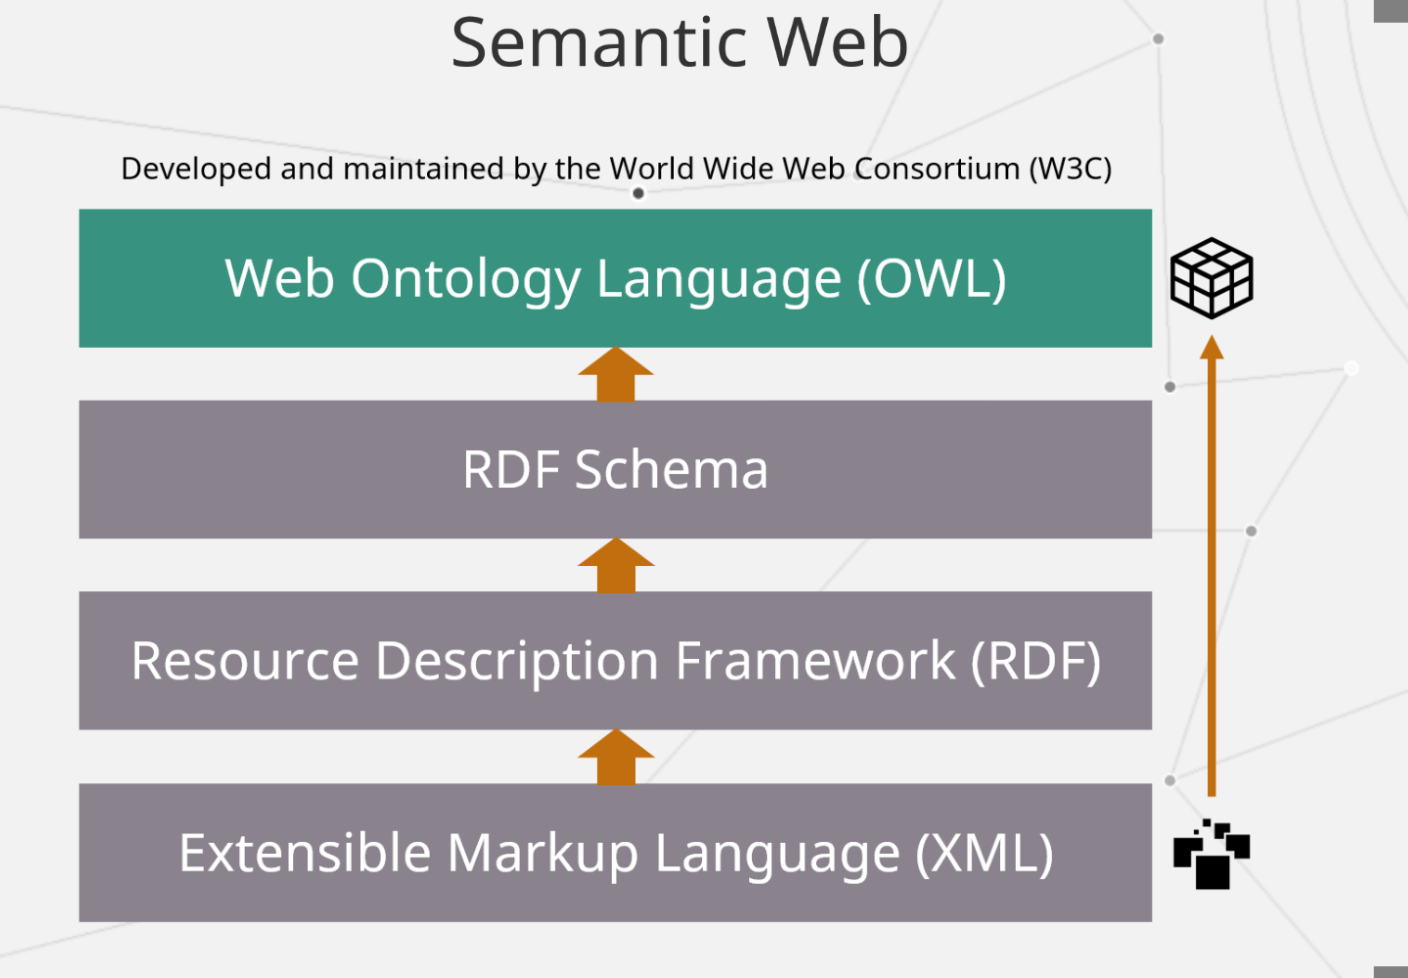 Semantic Web
Developed and maintained by the World Wide Web Consortium (W3C)
Web Ontology Language (OWL)
RDF Schema
Resource Description Framework (RDF)
Extensible Markup Language (XML)